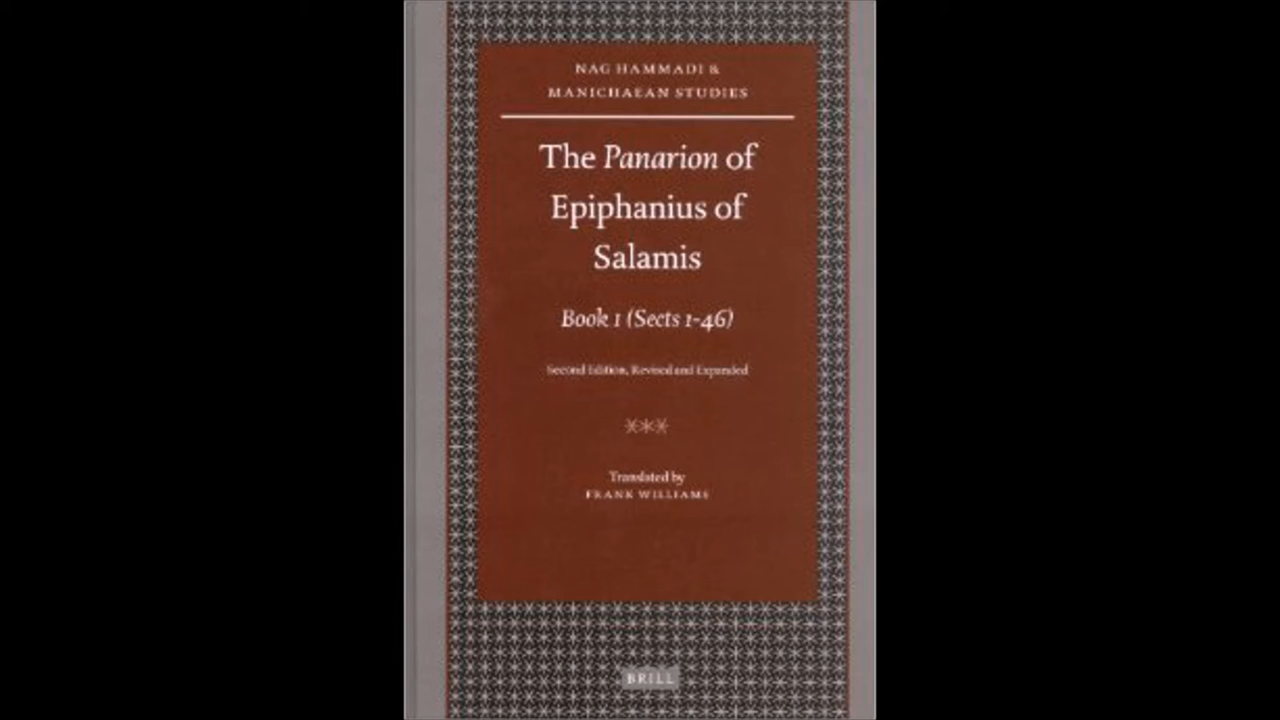 NAG HAMMADI &
MANICHAEAN STUDIES
The Panarion of
Epiphanius of
Salamis
Book 1 (Sects 1-46)
Second Edition, Revised and Expanded
Translated by
FRANK WILLIAMS
BRILL